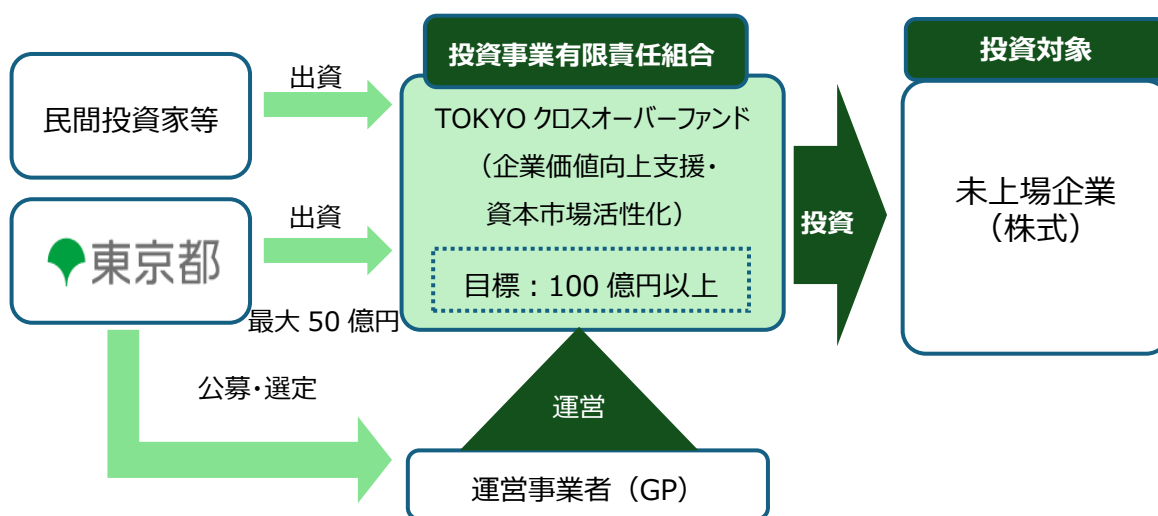 民間投資家等
出資
東京都
出資
最大 50 億円
公募・選定
投資事業有限責任組合
TOKYO クロスオーバーファンド
（企業価値向上支援・
資本市場活性化）
目標：100 億円以上
運営
運営事業者（GP）
投資
投資対象
未上場企業
（株式）